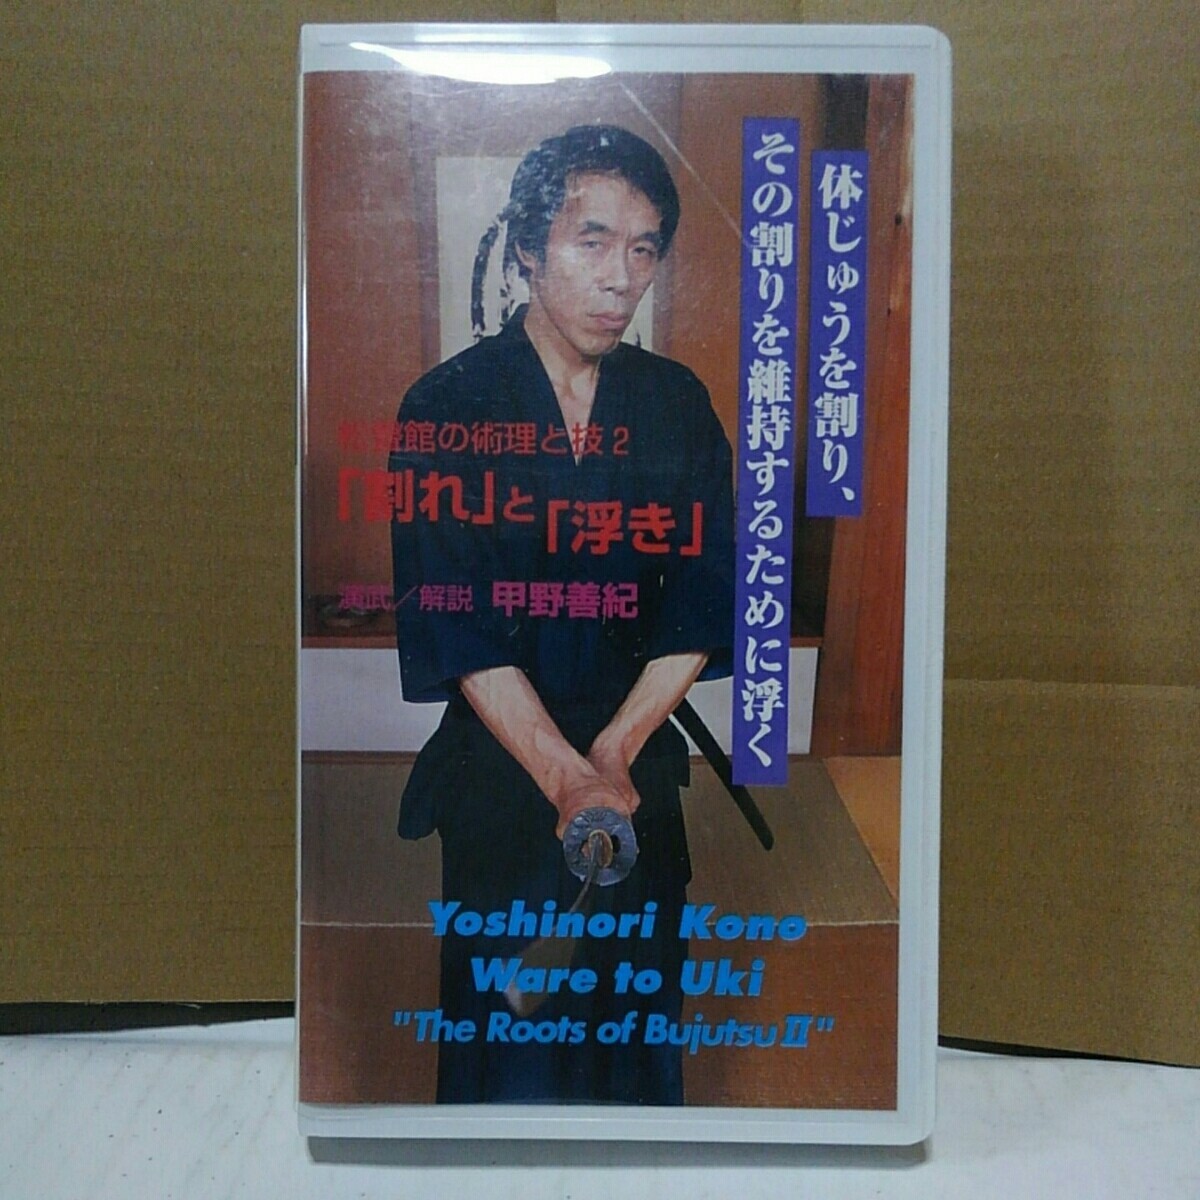 体じゅうを割り、
その割りを維持するために浮く
松聲館の術理と技2
「割れ」と「浮き」
演武／解説 甲野善紀
Yoshinori Kono
Ware to Uki
"The Roots of Bujutsu II"